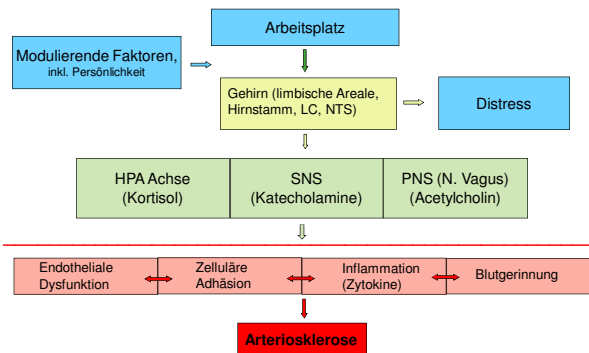 Arbeitsplatz
Modulierende Faktoren,
inkl. Persönlichkeit
Gehirn (limbische Areale,
Hirnstamm, LC, NTS)
Distress
HPA Achse
(Kortisol)
SNS
(Katecholamine)
PNS (N. Vagus)
(Acetylcholin)
Endotheliale
Dysfunktion
Zelluläre
Adhäsion
Inflammation
(Zytokine)
Blutgerinnung
Arteriosklerose